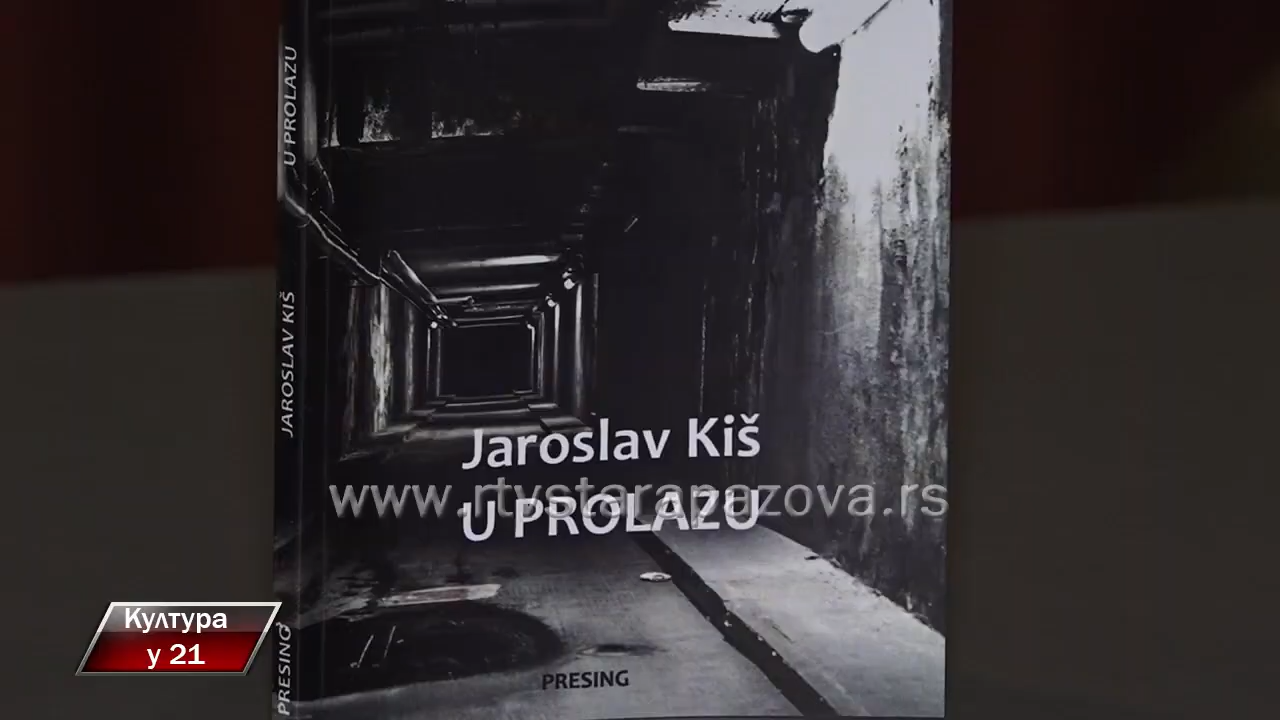 U PROLAZU
JAROSLAV KIŠ
PRESING
Jaroslav Kiš
www.rtvstarapazova.rs
U PROLAZU
PRESING
Култура
у 21